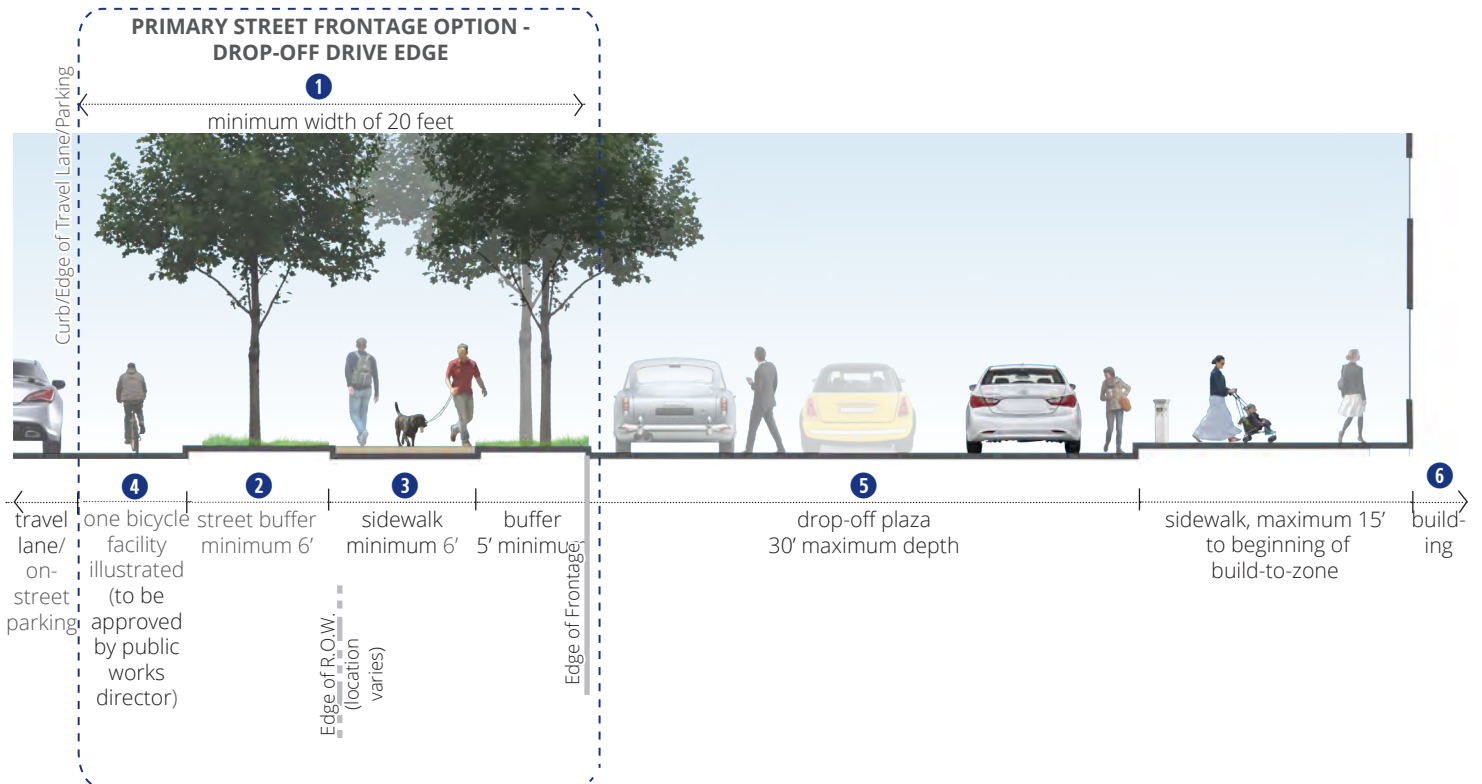 PRIMARY STREET FRONTAGE OPTION -
DROP-OFF DRIVE EDGE
1
minimum width of 20 feet
Curb/Edge of Travel Lane/Parking
4
2
3
5
6
travel
lane/
on-
street
parking
one bicycle
facility
illustrated
(to be
approved
by public
works
director)
street buffer
minimum 6'
sidewalk
minimum 6'
buffer
5' minimum
drop-off plaza
30' maximum depth
sidewalk, maximum 15'
to beginning of
build-to-zone
build-
ing
Edge of R.O.W.
(location
varies)
Edge of Frontage